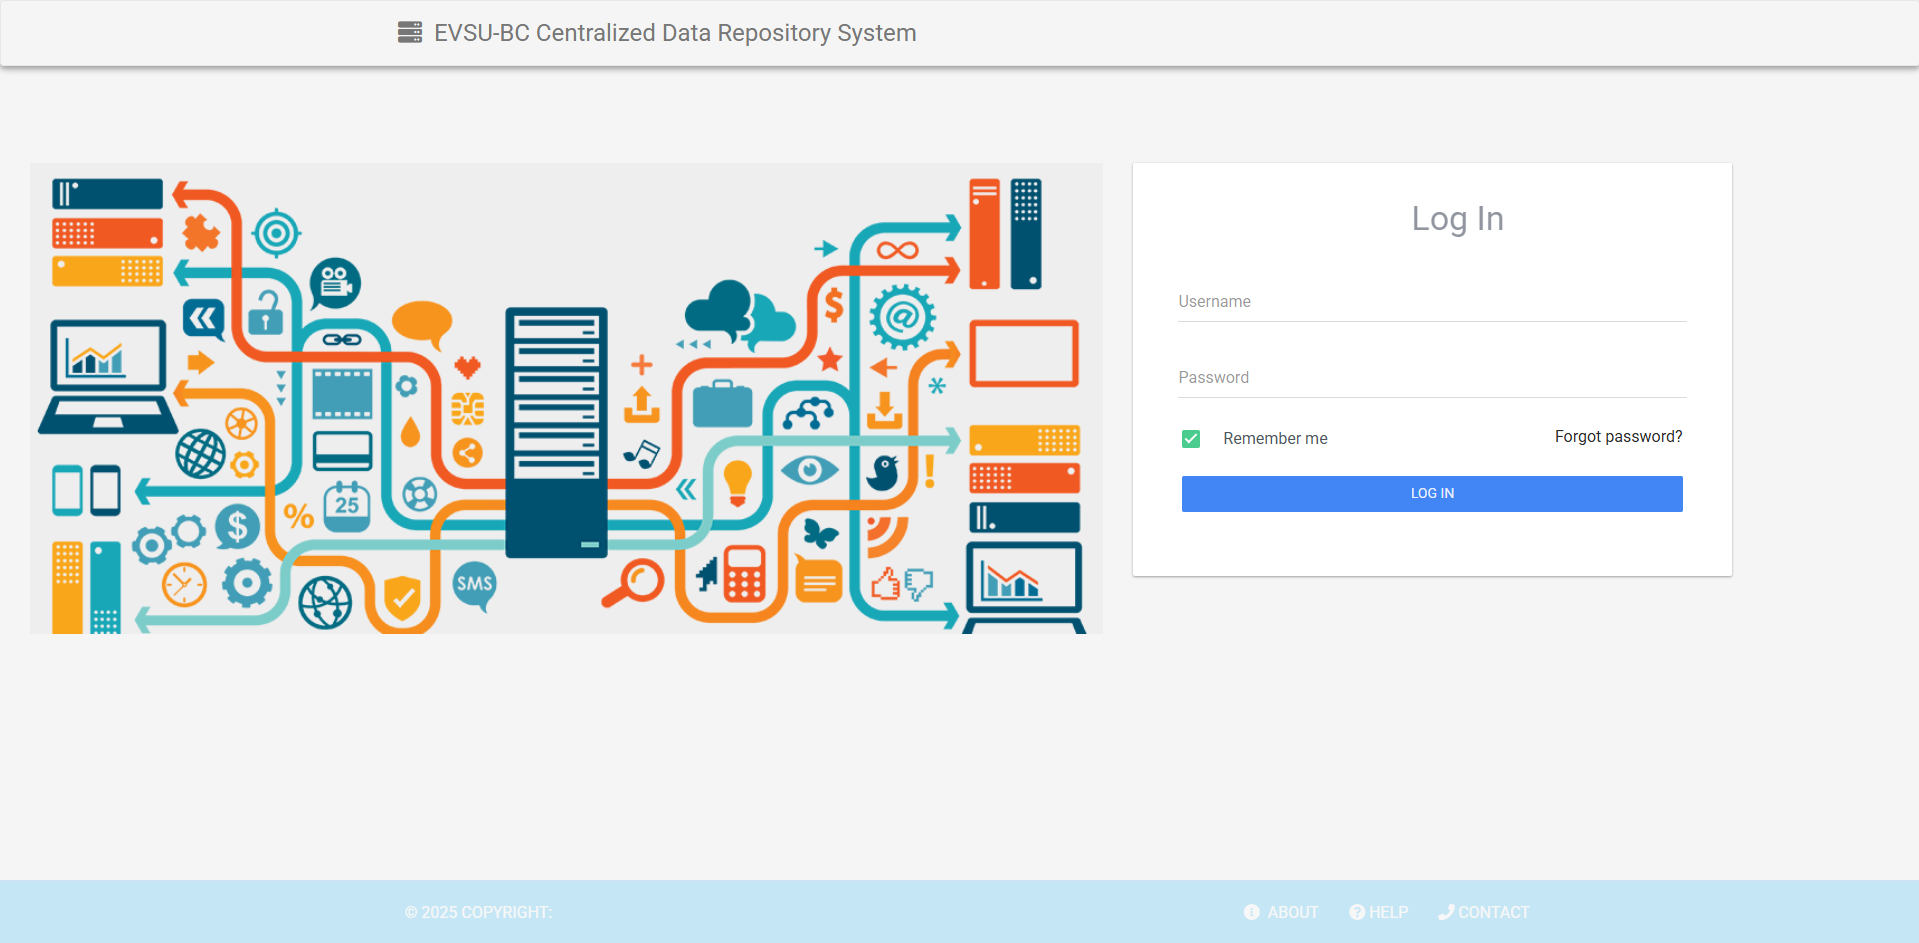 EVSU-BC Centralized Data Repository System
$
@
25
%
$
SMS
!
Log In
Username
Password
Remember me
Forgot password?
LOG IN
© 2025 COPYRIGHT:
ABOUT
HELP
CONTACT